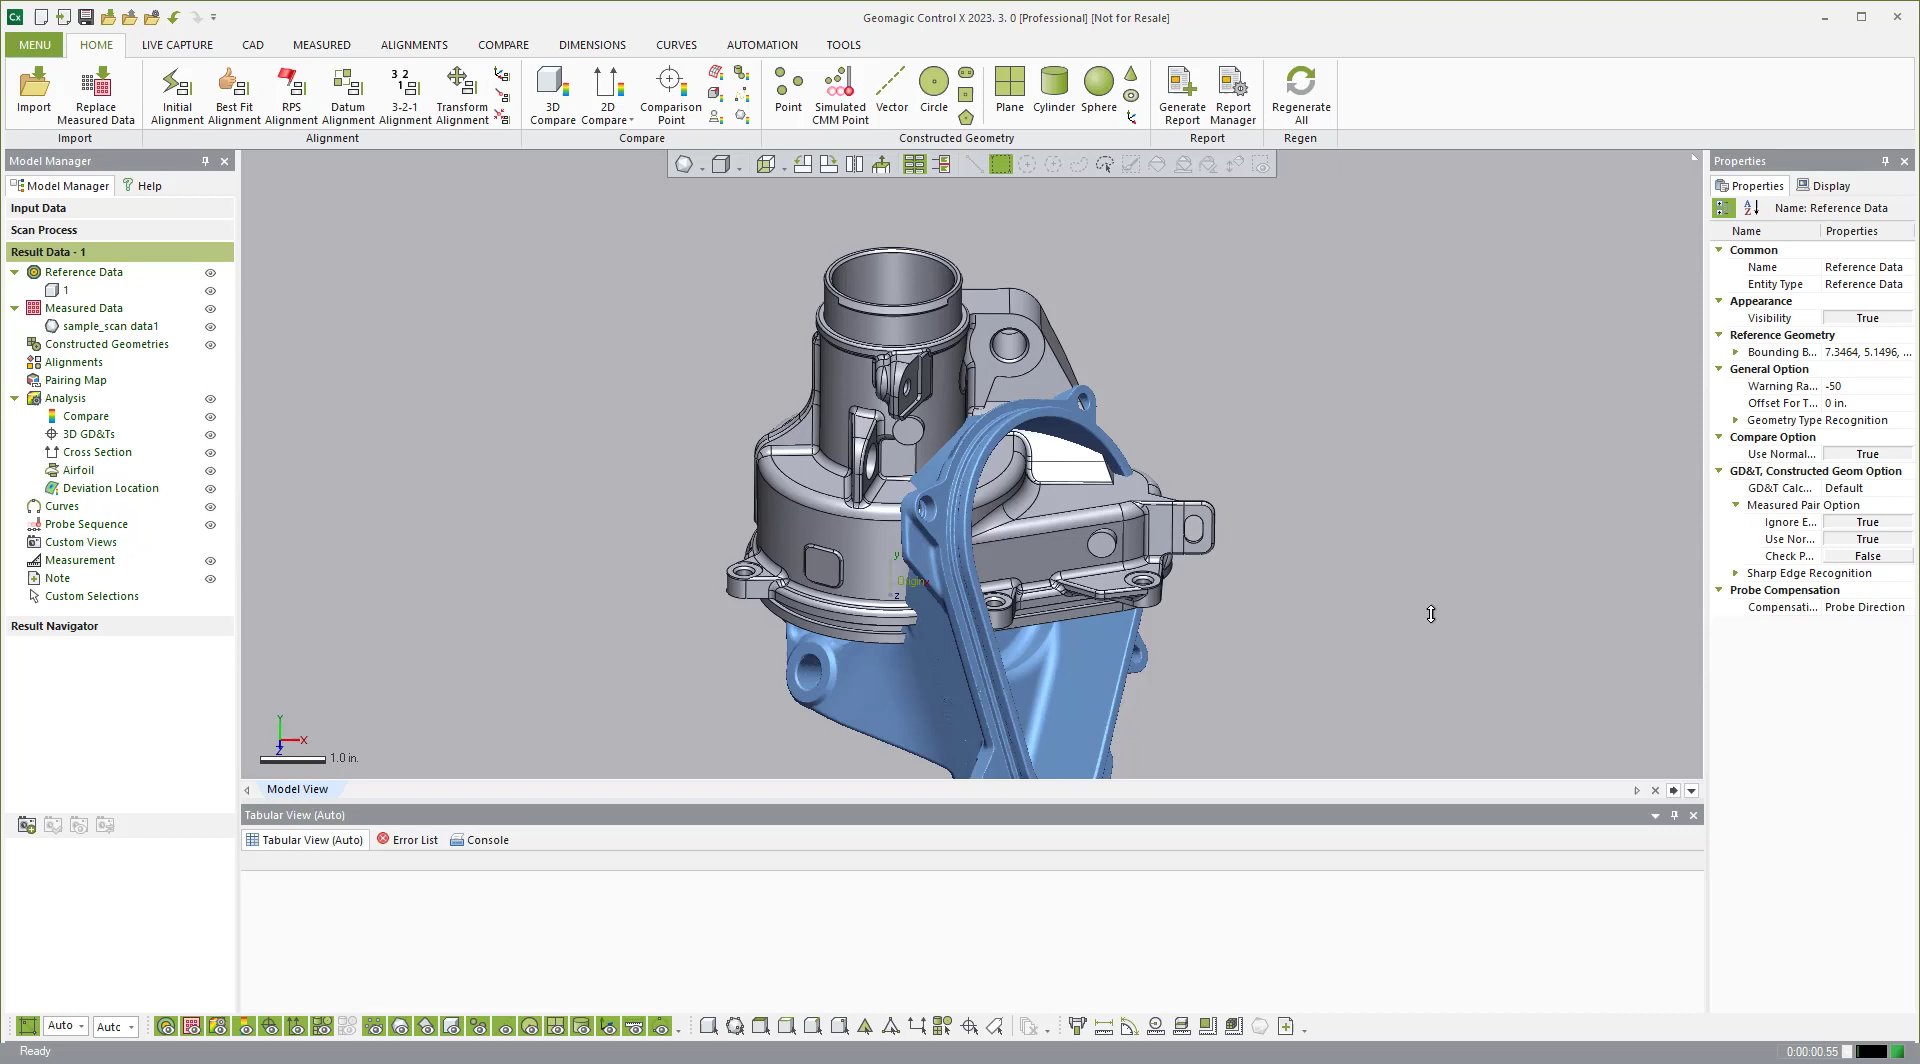 Cx
Geomagic Control X 2023. 3. 0 [Professional] [Not for Resale]
MENU HOME LIVE CAPTURE CAD MEASURED ALIGNMENTS COMPARE DIMENSIONS CURVES AUTOMATION TOOLS
Import
Replace Measured Data
Initial Alignment
Best Fit Alignment
RPS Alignment
Datum Alignment
3 2 1
3-2-1 Alignment
Transform Alignment
3D Compare
2D Compare
Comparison Point
Point
Simulated CMM Point
Vector
Circle
Plane
Cylinder
Sphere
Generate Report
Report Manager
Regenerate All
Import Alignment Compare Constructed Geometry Report Regen
Model Manager
Model Manager Help
Input Data
Scan Process
Result Data - 1
Reference Data
1
Measured Data
sample_scan data1
Constructed Geometries
Alignments
Pairing Map
Analysis
Compare
3D GD&Ts
Cross Section
Airfoil
Deviation Location
Curves
Probe Sequence
Custom Views
Measurement
Note
Custom Selections
Result Navigator
y
Origin
z
Y
X
Z
1.0 in.
Model View
Tabular View (Auto)
Tabular View (Auto) Error List Console
Properties
Properties Display
Name: Reference Data
Name Properties
Common
Name Reference Data
Entity Type Reference Data
Appearance
Visibility True
Reference Geometry
Bounding B... 7.3464, 5.1496, ...
General Option
Warning Ra... -50
Offset For T... 0 in.
Geometry Type Recognition
Compare Option
Use Normal... True
GD&T, Constructed Geom Option
GD&T Calc... Default
Measured Pair Option
Ignore E... True
Use Nor... True
Check P... False
Sharp Edge Recognition
Probe Compensation
Compensati... Probe Direction
Auto Auto
Ready
0:00:00.55